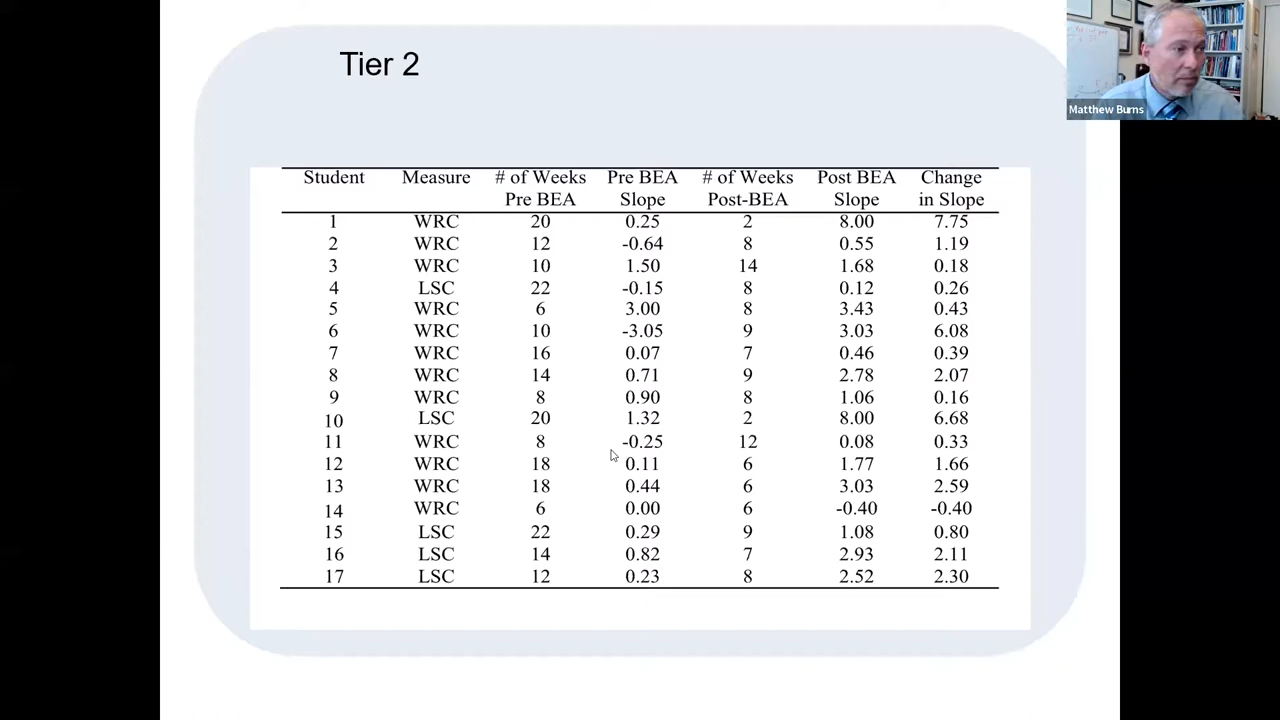 Tier 2
Matthew Burns
Student Measure # of Weeks Pre BEA # of Weeks Post BEA Change
Pre BEA Slope Post-BEA Slope in Slope
1 WRC 20 0.25 2 8.00 7.75
2 WRC 12 -0.64 8 0.55 1.19
3 WRC 10 1.50 14 1.68 0.18
4 LSC 22 -0.15 8 0.12 0.26
5 WRC 6 3.00 8 3.43 0.43
6 WRC 10 -3.05 9 3.03 6.08
7 WRC 16 0.07 7 0.46 0.39
8 WRC 14 0.71 9 2.78 2.07
9 WRC 8 0.90 8 1.06 0.16
10 LSC 20 1.32 2 8.00 6.68
11 WRC 8 -0.25 12 0.08 0.33
12 WRC 18 0.11 6 1.77 1.66
13 WRC 18 0.44 6 3.03 2.59
14 WRC 6 0.00 6 -0.40 -0.40
15 LSC 22 0.29 9 1.08 0.80
16 LSC 14 0.82 7 2.93 2.11
17 LSC 12 0.23 8 2.52 2.30